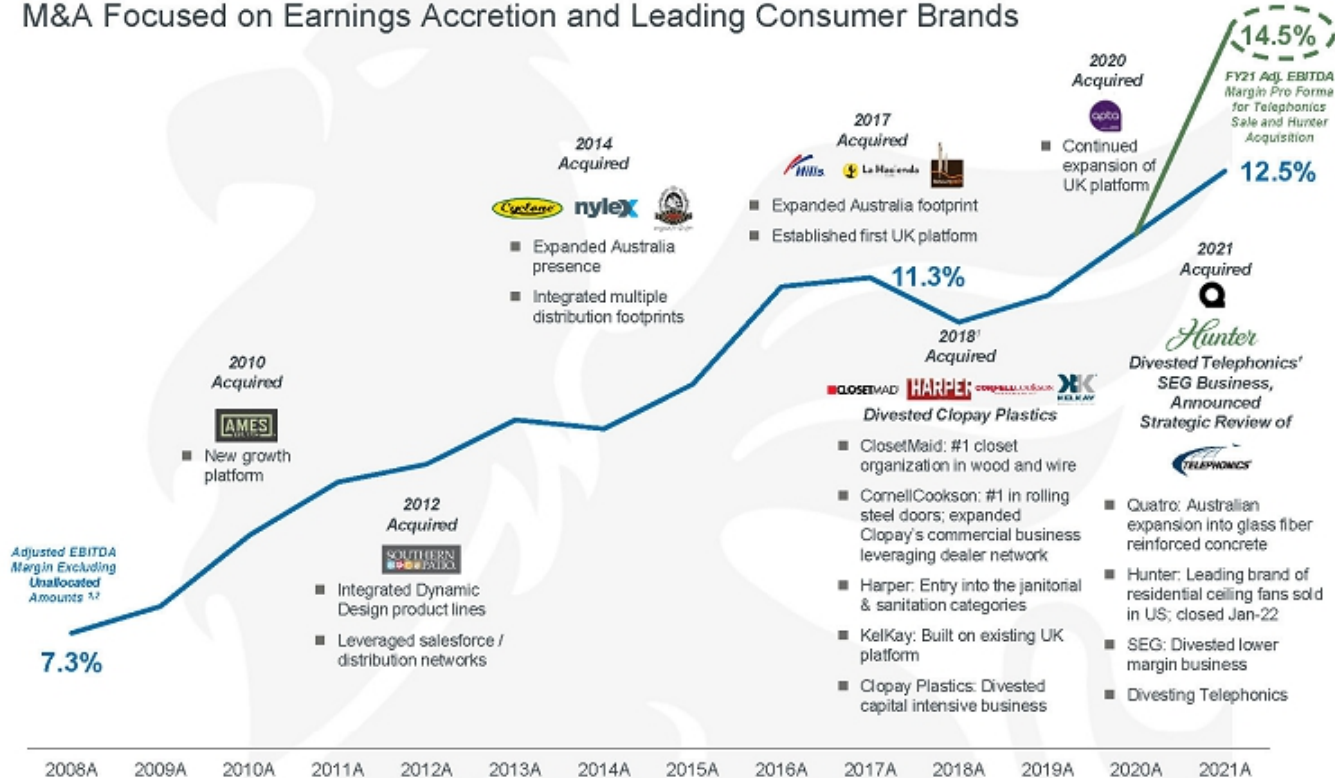 M&A Focused on Earnings Accretion and Leading Consumer Brands
14.5%
FY21 Adj. EBITDA
Margin Pro Forma
for Telephonics
Sale and Hunter
Acquisition
12.5%
2020
Acquired
apta
Continued
expansion of
UK platform
2017
Acquired
Hills
La Hacienda
Expanded Australia footprint
Established first UK platform
11.3%
2014
Acquired
Cyclone
nylex
Expanded Australia
presence
Integrated multiple
distribution footprints
2010
Acquired
AMES
New growth
platform
2012
Acquired
SOUTHERN
PATIO
Integrated Dynamic
Design product lines
Leveraged salesforce /
distribution networks
Adjusted EBITDA
Margin Excluding
Unallocated
Amounts
7.3%
2018¹
Acquired
CLOSETMAID
HARPER
CORNELLCOOKSON
KELKAY
Divested Clopay Plastics
ClosetMaid: #1 closet
organization in wood and wire
CornellCookson: #1 in rolling
steel doors; expanded
Clopay's commercial business
leveraging dealer network
Harper: Entry into the janitorial
& sanitation categories
KelKay: Built on existing UK
platform
Clopay Plastics: Divested
capital intensive business
2021
Acquired
Q
Hunter
Divested Telephonics'
SEG Business,
Announced
Strategic Review of
TELEPHONICS
Quatro: Australian
expansion into glass fiber
reinforced concrete
Hunter: Leading brand of
residential ceiling fans sold
in US; closed Jan-22
SEG: Divested lower
margin business
Divesting Telephonics
2008A 2009A 2010A 2011A 2012A 2013A 2014A 2015A 2016A 2017A 2018A 2019A 2020A 2021A